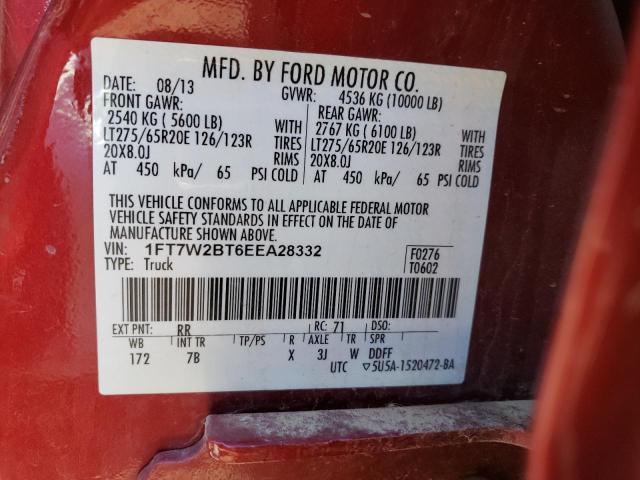 MFD. BY FORD MOTOR CO.
DATE: 08/13 GVWR: 4536 KG (10000 LB)
FRONT GAWR: REAR GAWR:
2540 KG ( 5600 LB) WITH 2767 KG ( 6100 LB) WITH
LT275/65R20E 126/123R TIRES LT275/65R20E 126/123R TIRES
20X8.0J RIMS 20X8.0J RIMS
AT 450 kPa/ 65 PSI COLD AT 450 kPa/ 65 PSI COLD
THIS VEHICLE CONFORMS TO ALL APPLICABLE FEDERAL MOTOR
VEHICLE SAFETY STANDARDS IN EFFECT ON THE DATE OF
MANUFACTURE SHOWN ABOVE.
VIN: 1FT7W2BT6EEA28332 F0276
TYPE: Truck T0602
EXT PNT: RR RC: 71 DSO:
WB INT TR TP/PS R AXLE TR SPR
172 7B X 3J W DDFF
UTC ▽5U5A-1520472-BA